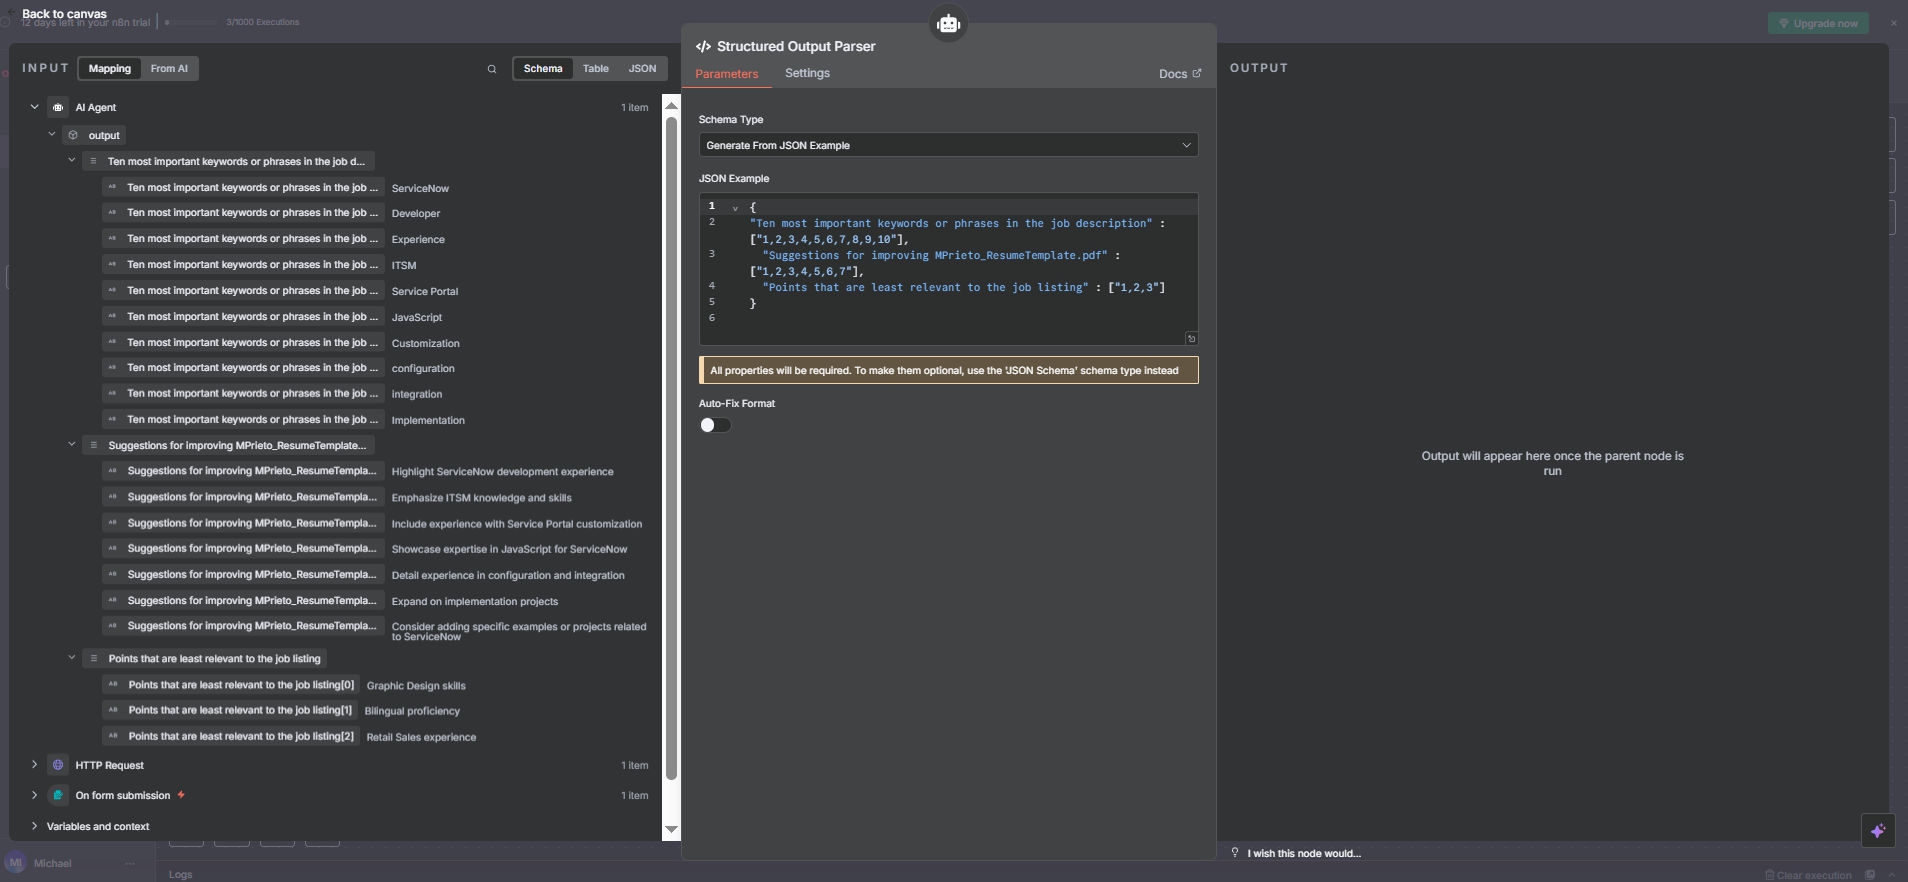 Back to canvas
12 days left in your n8n trial
3/1000 Executions
Upgrade now
INPUT
Mapping
From AI
Schema
Table
JSON
AI Agent
1 item
output
Ten most important keywords or phrases in the job d...
Ten most important keywords or phrases in the job ... ServiceNow
Ten most important keywords or phrases in the job ... Developer
Ten most important keywords or phrases in the job ... Experience
Ten most important keywords or phrases in the job ... ITSM
Ten most important keywords or phrases in the job ... Service Portal
Ten most important keywords or phrases in the job ... JavaScript
Ten most important keywords or phrases in the job ... Customization
Ten most important keywords or phrases in the job ... configuration
Ten most important keywords or phrases in the job ... integration
Ten most important keywords or phrases in the job ... Implementation
Suggestions for improving MPrieto_ResumeTemplate...
Suggestions for improving MPrieto_ResumeTempla... Highlight ServiceNow development experience
Suggestions for improving MPrieto_ResumeTempla... Emphasize ITSM knowledge and skills
Suggestions for improving MPrieto_ResumeTempla... Include experience with Service Portal customization
Suggestions for improving MPrieto_ResumeTempla... Showcase expertise in JavaScript for ServiceNow
Suggestions for improving MPrieto_ResumeTempla... Detail experience in configuration and integration
Suggestions for improving MPrieto_ResumeTempla... Expand on implementation projects
Suggestions for improving MPrieto_ResumeTempla... Consider adding specific examples or projects related
to ServiceNow
Points that are least relevant to the job listing
Points that are least relevant to the job listing[0] Graphic Design skills
Points that are least relevant to the job listing[1] Bilingual proficiency
Points that are least relevant to the job listing[2] Retail Sales experience
HTTP Request
1 item
On form submission
1 item
Variables and context
MI
Michael
Logs
Structured Output Parser
Parameters
Settings
Docs
Schema Type
Generate From JSON Example
JSON Example
1 {
2 "Ten most important keywords or phrases in the job description" :
["1,2,3,4,5,6,7,8,9,10"],
3 "Suggestions for improving MPrieto_ResumeTemplate.pdf" :
["1,2,3,4,5,6,7"],
4 "Points that are least relevant to the job listing" : ["1,2,3"]
5 }
6
All properties will be required. To make them optional, use the 'JSON Schema' schema type instead
Auto-Fix Format
OUTPUT
Output will appear here once the parent node is
run
I wish this node would...
Clear execution